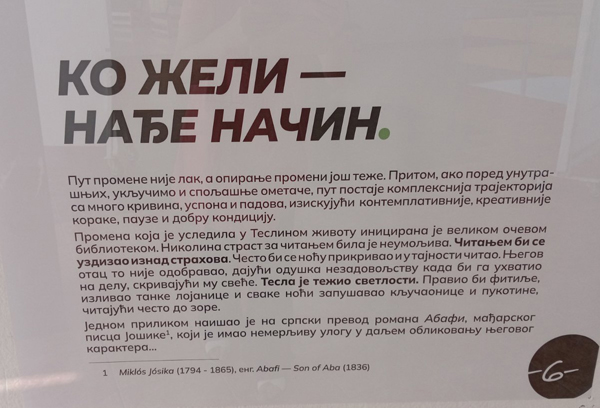 КО ЖЕЛИ —
НАЂЕ НАЧИН.
Пут промене није лак, а опирање промени још теже. Притом, ако поред унутра-
шњих, укључимо и спољашње ометаче, пут постаје комплекснија трајекторија
са много кривина, успона и падова, изискујући контемплативније, креативније
кораке, паузе и добру кондицију.
Промена која је уследила у Теслином животу иницирана је великом очевом
библиотеком. Николина страст за читањем била је неумољива. Читањем би се
уздизао изнад страхова. Често би се ноћу прикривао и у тајности читао. Његов
отац то није одобравао, дајући одушка незадовољству када би га ухватио
на делу, скривајући му свеће. Тесла је тежио светлости. Правио би фитиље,
изливао танке лојанице и сваке ноћи запушавао кључаонице и пукотине,
читајући често до зоре.
Једном приликом наишао је на српски превод романа Абафи, мађарског
писца Јошике¹, који је имао немерљиву улогу у даљем обликовању његовог
карактера...
1 Miklós Jósika (1794 - 1865), енг. Abafi — Son of Aba (1836)
-6-